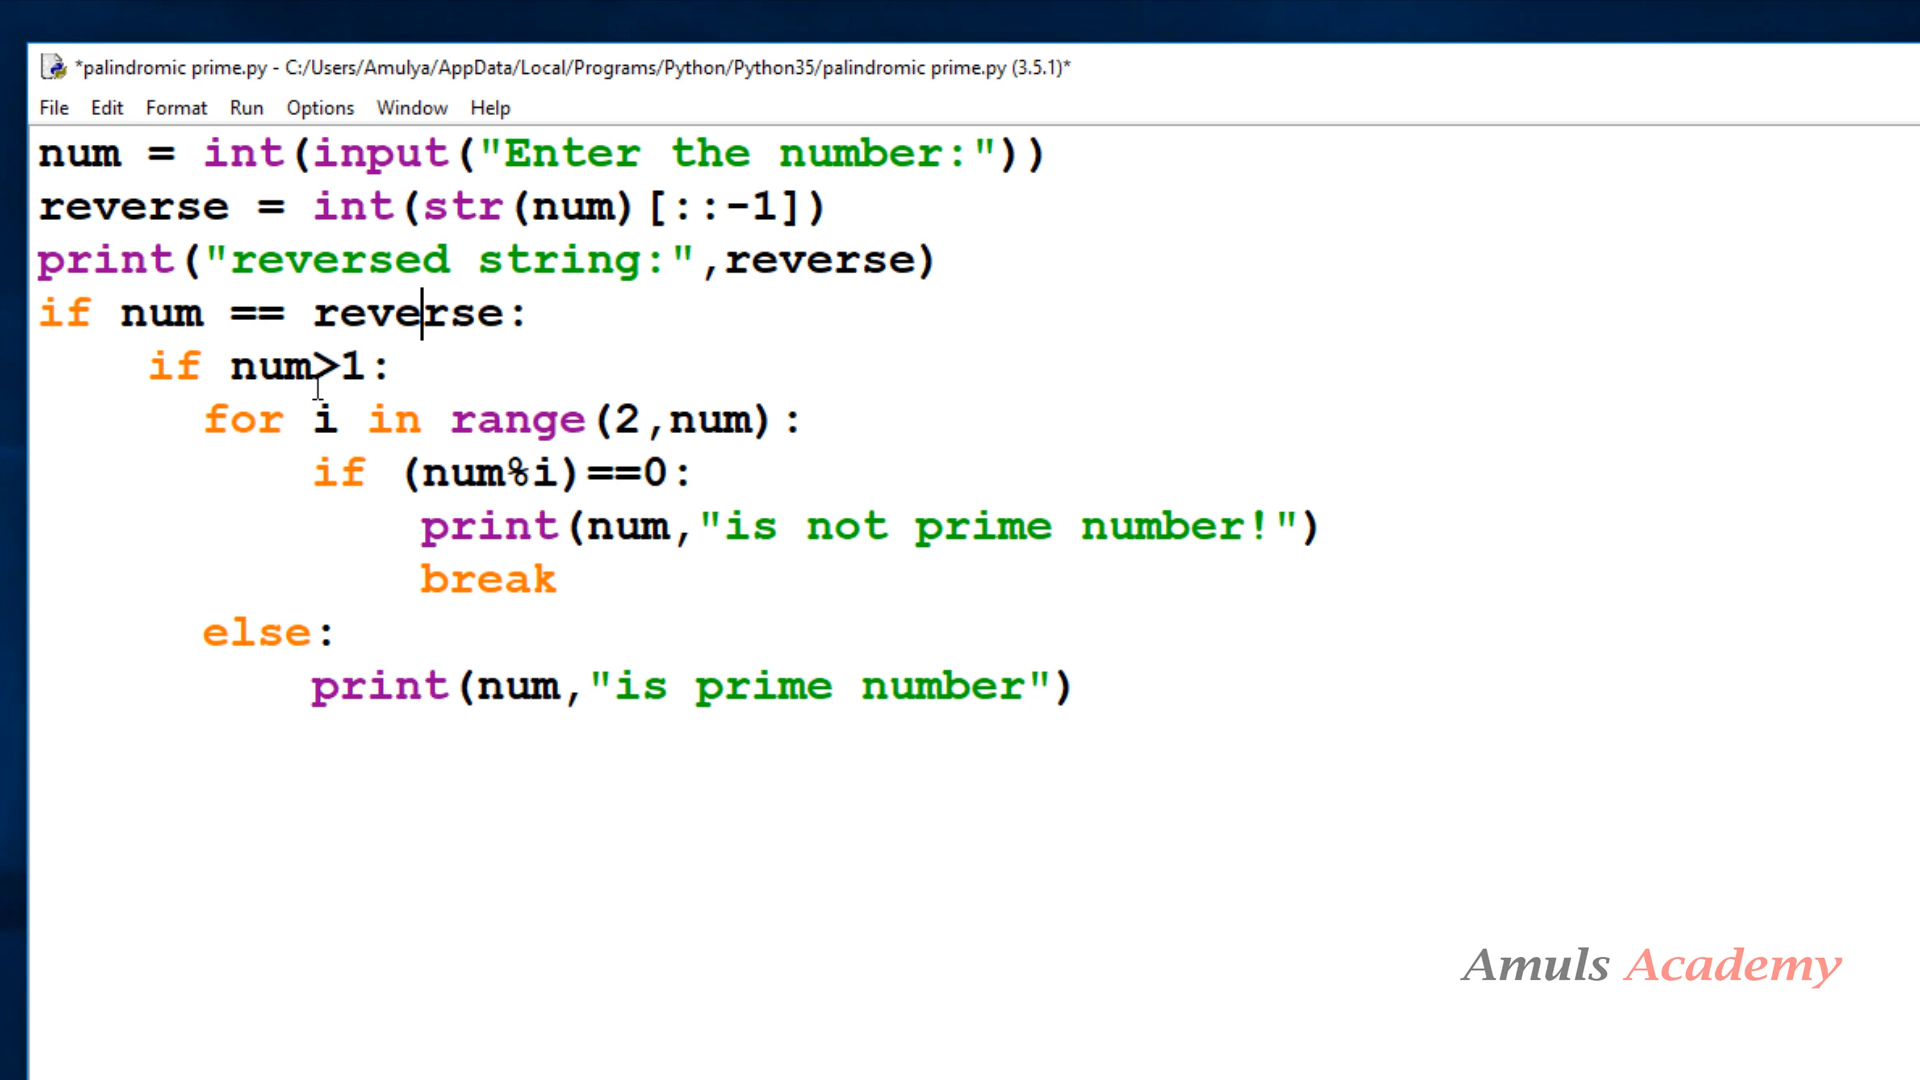 *palindromic prime.py - C:/Users/Amulya/AppData/Local/Programs/Python/Python35/palindromic prime.py (3.5.1)*
File Edit Format Run Options Window Help
num = int(input("Enter the number:"))
reverse = int(str(num)[::-1])
print("reversed string:",reverse)
if num == reverse:
    if num>1:
      for i in range(2,num):
          if (num%i)==0:
              print(num,"is not prime number!")
              break
      else:
          print(num,"is prime number")
Amuls Academy